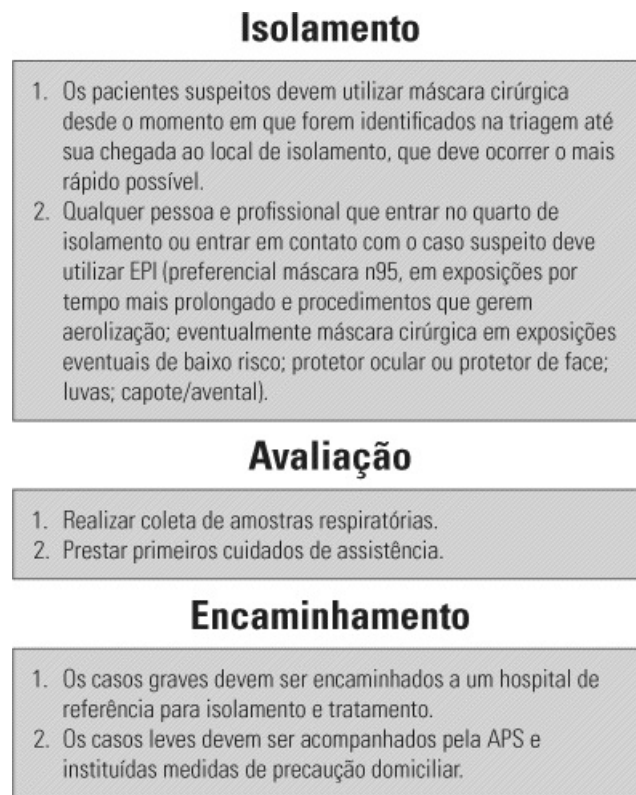 Isolamento
1. Os pacientes suspeitos devem utilizar máscara cirúrgica
desde o momento em que forem identificados na triagem até
sua chegada ao local de isolamento, que deve ocorrer o mais
rápido possível.
2. Qualquer pessoa e profissional que entrar no quarto de
isolamento ou entrar em contato com o caso suspeito deve
utilizar EPI (preferencial máscara n95, em exposições por
tempo mais prolongado e procedimentos que gerem
aerolização; eventualmente máscara cirúrgica em exposições
eventuais de baixo risco; protetor ocular ou protetor de face;
luvas; capote/avental).
Avaliação
1. Realizar coleta de amostras respiratórias.
2. Prestar primeiros cuidados de assistência.
Encaminhamento
1. Os casos graves devem ser encaminhados a um hospital de
referência para isolamento e tratamento.
2. Os casos leves devem ser acompanhados pela APS e
instituídas medidas de precaução domiciliar.